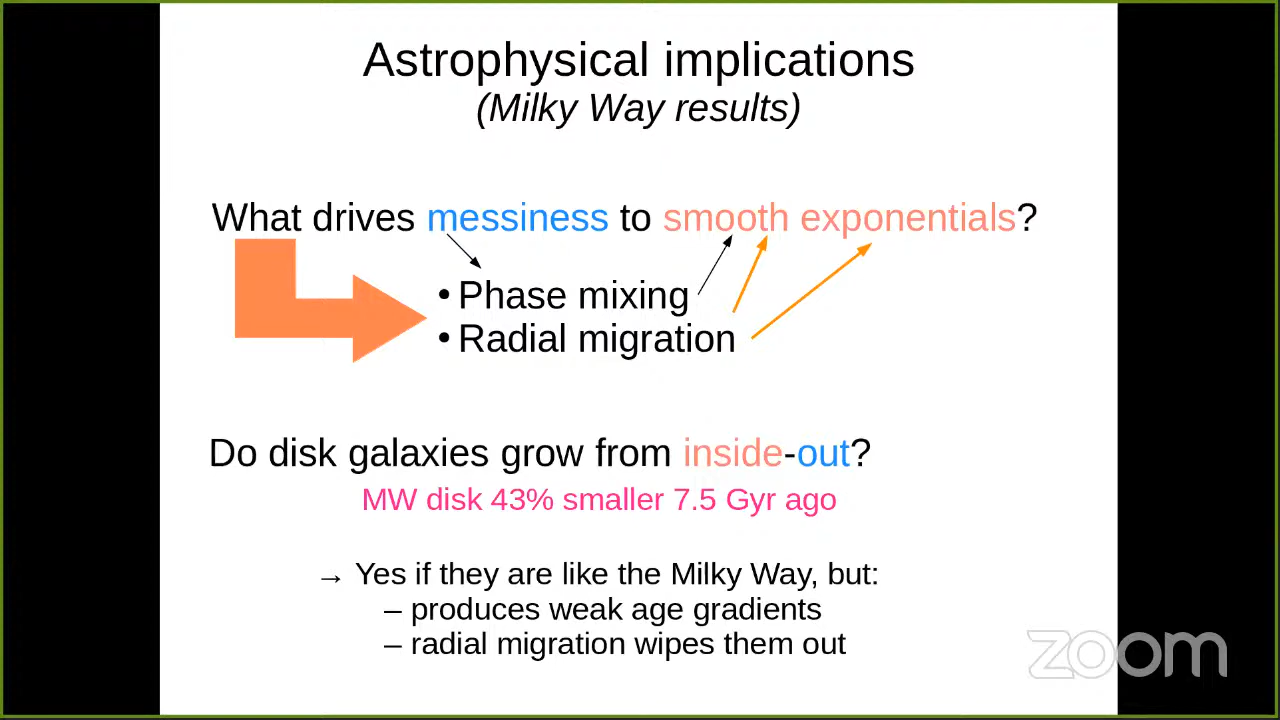 Astrophysical implications
(Milky Way results)
What drives messiness to smooth exponentials?
• Phase mixing
• Radial migration
Do disk galaxies grow from inside-out?
MW disk 43% smaller 7.5 Gyr ago
→ Yes if they are like the Milky Way, but:
– produces weak age gradients
– radial migration wipes them out
zoom